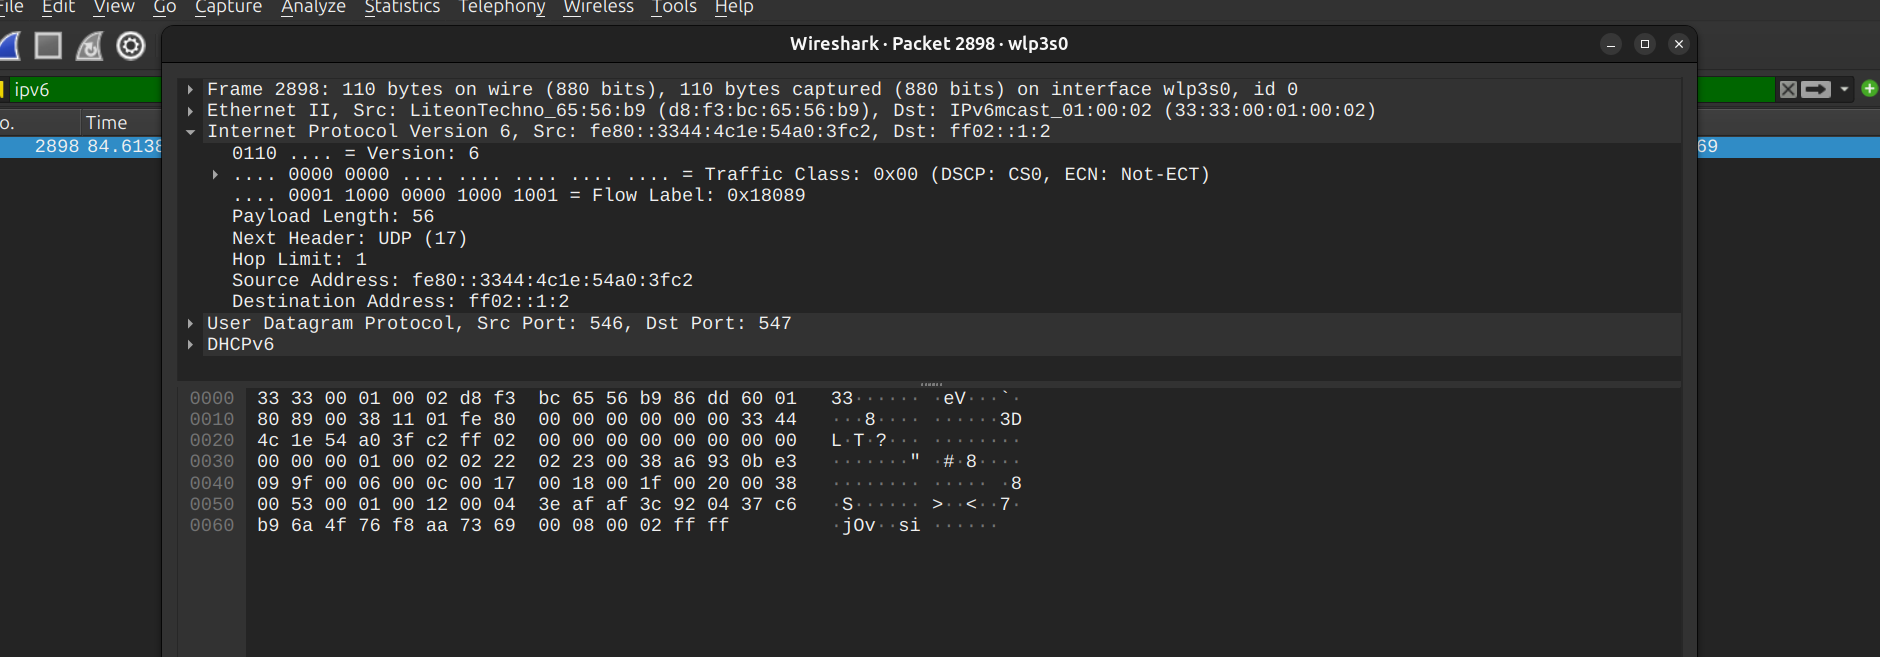 File Edit View Go Capture Analyze Statistics Telephony Wireless Tools Help
Wireshark · Packet 2898 · wlp3s0
ipv6
Time
2898 84.6138
69
Frame 2898: 110 bytes on wire (880 bits), 110 bytes captured (880 bits) on interface wlp3s0, id 0
Ethernet II, Src: LiteonTechno_65:56:b9 (d8:f3:bc:65:56:b9), Dst: IPv6mcast_01:00:02 (33:33:00:01:00:02)
Internet Protocol Version 6, Src: fe80::3344:4c1e:54a0:3fc2, Dst: ff02::1:2
0110 .... = Version: 6
.... 0000 0000 .... .... .... .... .... = Traffic Class: 0x00 (DSCP: CS0, ECN: Not-ECT)
.... 0001 1000 0000 1000 1001 = Flow Label: 0x18089
Payload Length: 56
Next Header: UDP (17)
Hop Limit: 1
Source Address: fe80::3344:4c1e:54a0:3fc2
Destination Address: ff02::1:2
User Datagram Protocol, Src Port: 546, Dst Port: 547
DHCPv6
0000 33 33 00 01 00 02 d8 f3 bc 65 56 b9 86 dd 60 01 33······ ·eV···`·
0010 80 89 00 38 11 01 fe 80 00 00 00 00 00 00 33 44 ···8···· ······3D
0020 4c 1e 54 a0 3f c2 ff 02 00 00 00 00 00 00 00 00 L·T·?··· ········
0030 00 00 00 01 00 02 02 22 02 23 00 38 a6 93 0b e3 ·······" ·#·8····
0040 09 9f 00 06 00 0c 00 17 00 18 00 1f 00 20 00 38 ········ ····· ·8
0050 00 53 00 01 00 12 00 04 3e af af 3c 92 04 37 c6 ·S······ >··<··7·
0060 b9 6a 4f 76 f8 aa 73 69 00 08 00 02 ff ff ·jOv··si ······